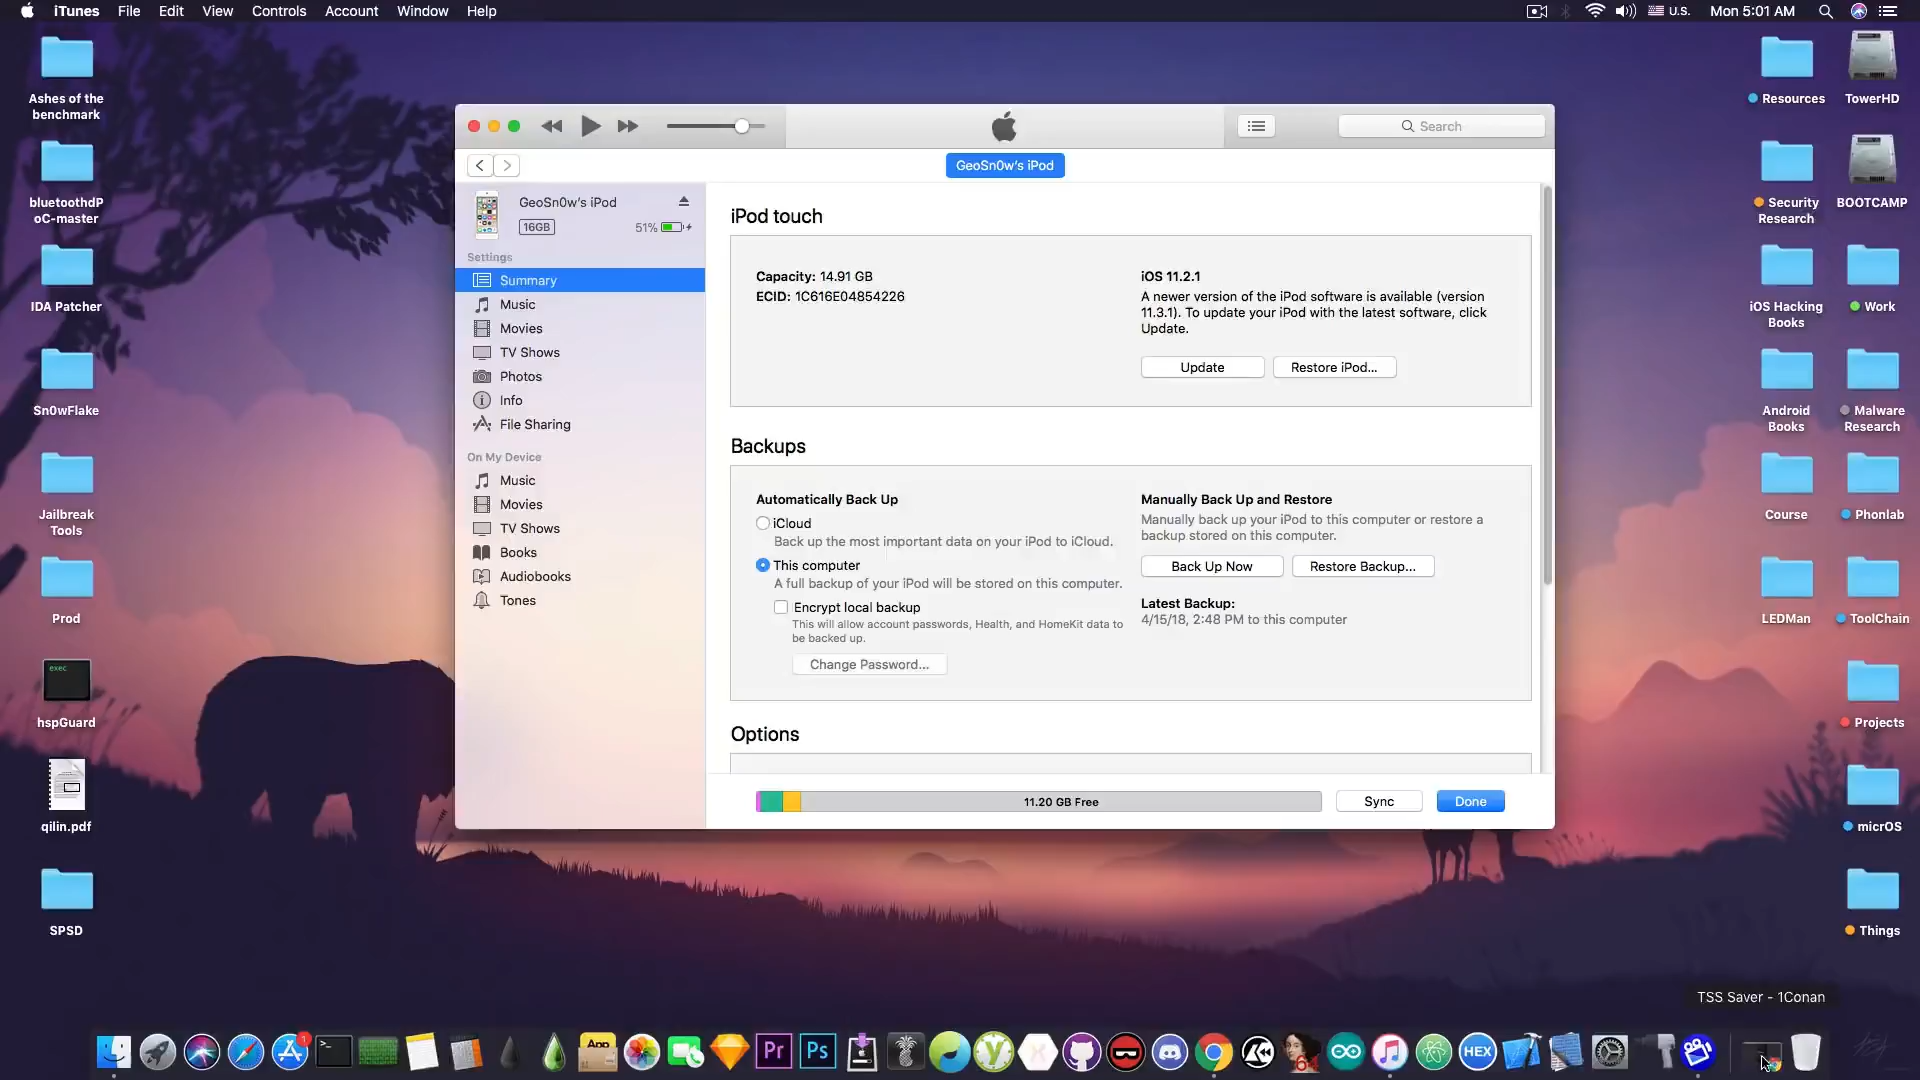 iTunes File Edit View Controls Account Window Help
U.S. Mon 5:01 AM
Ashes of the
benchmark
bluetoothdP
oC-master
IDA Patcher
Sn0wFlake
Jailbreak
Tools
Prod
exec
hspGuard
qilin.pdf
SPSD
Search
GeoSn0w's iPod
GeoSn0w's iPod
16GB
51%
Settings
Summary
Music
Movies
TV Shows
Photos
Info
File Sharing
On My Device
Music
Movies
TV Shows
Books
Audiobooks
Tones
iPod touch
Capacity: 14.91 GB
ECID: 1C616E04854226
iOS 11.2.1
A newer version of the iPod software is available (version
11.3.1). To update your iPod with the latest software, click
Update.
Update
Restore iPod...
Backups
Automatically Back Up
iCloud
Back up the most important data on your iPod to iCloud.
This computer
A full backup of your iPod will be stored on this computer.
Encrypt local backup
This will allow account passwords, Health, and HomeKit data to
be backed up.
Change Password...
Manually Back Up and Restore
Manually back up your iPod to this computer or restore a
backup stored on this computer.
Back Up Now
Restore Backup...
Latest Backup:
4/15/18, 2:48 PM to this computer
Options
11.20 GB Free
Sync
Done
Resources
TowerHD
Security
Research
BOOTCAMP
iOS Hacking
Books
Work
Android
Books
Malware
Research
Course
Phonlab
LEDMan
ToolChain
Projects
micrOS
Things
TSS Saver - 1Conan
1
App
Pr
Ps
HEX